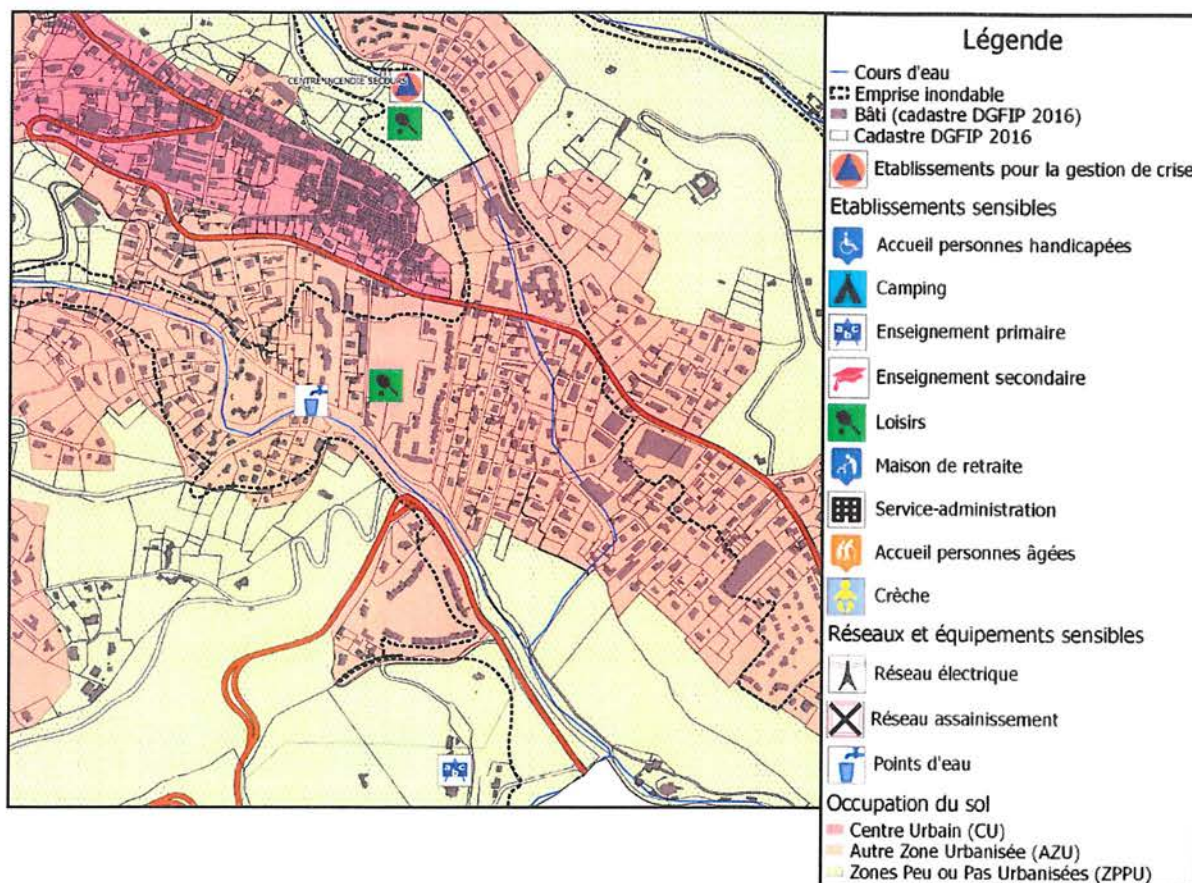 CENTRE INCENDIE SECOURS
Légende
Cours d'eau
Emprise inondable
Bâti (cadastre DGFIP 2016)
Cadastre DGFIP 2016
Etablissements pour la gestion de crise
Etablissements sensibles
Accueil personnes handicapées
Camping
a b c
Enseignement primaire
Enseignement secondaire
Loisirs
Maison de retraite
Service-administration
Accueil personnes âgées
Crèche
Réseaux et équipements sensibles
Réseau électrique
Réseau assainissement
Points d'eau
Occupation du sol
Centre Urbain (CU)
Autre Zone Urbanisée (AZU)
Zones Peu ou Pas Urbanisées (ZPPU)
a b c